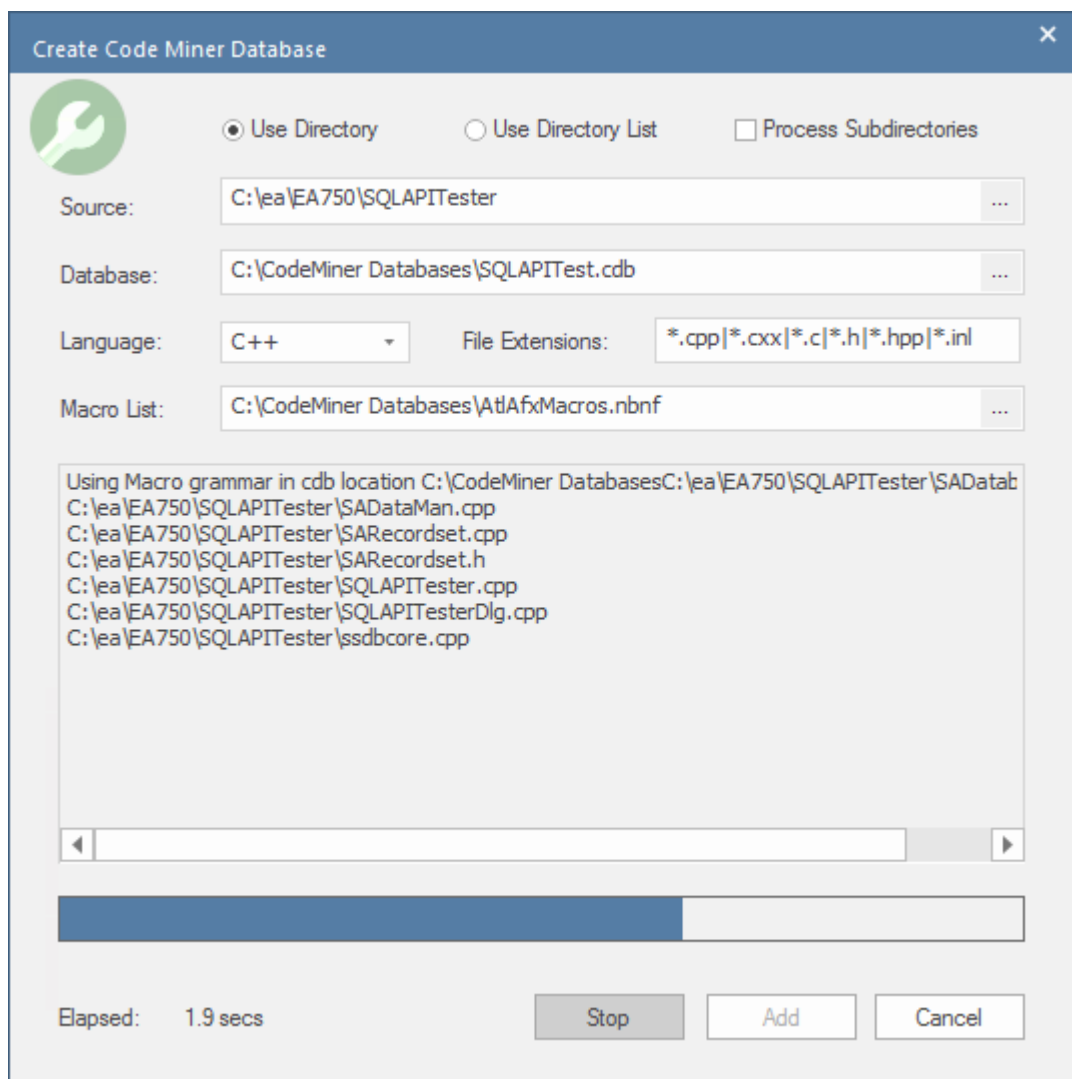 Create Code Miner Database
Use Directory Use Directory List Process Subdirectories
Source: C:\ea\EA750\SQLAPITester ...
Database: C:\CodeMiner Databases\SQLAPITest.cdb ...
Language: C++ File Extensions: *.cpp|*.cxx|*.c|*.h|*.hpp|*.inl
Macro List: C:\CodeMiner Databases\AtlAfxMacros.nbnf ...
Using Macro grammar in cdb location C:\CodeMiner DatabasesC:\ea\EA750\SQLAPITester\SADatab
C:\ea\EA750\SQLAPITester\SADataMan.cpp
C:\ea\EA750\SQLAPITester\SARecordset.cpp
C:\ea\EA750\SQLAPITester\SARecordset.h
C:\ea\EA750\SQLAPITester\SQLAPITester.cpp
C:\ea\EA750\SQLAPITester\SQLAPITesterDlg.cpp
C:\ea\EA750\SQLAPITester\ssdbcore.cpp
Elapsed: 1.9 secs Stop Add Cancel